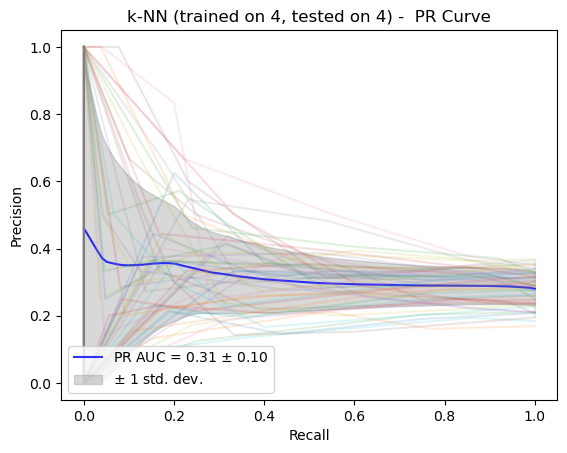 k-NN (trained on 4, tested on 4) -  PR Curve
1.0
0.8
0.6
0.4
0.2
0.0
Precision
PR AUC = 0.31 ± 0.10
± 1 std. dev.
0.0 0.2 0.4 0.6 0.8 1.0
Recall